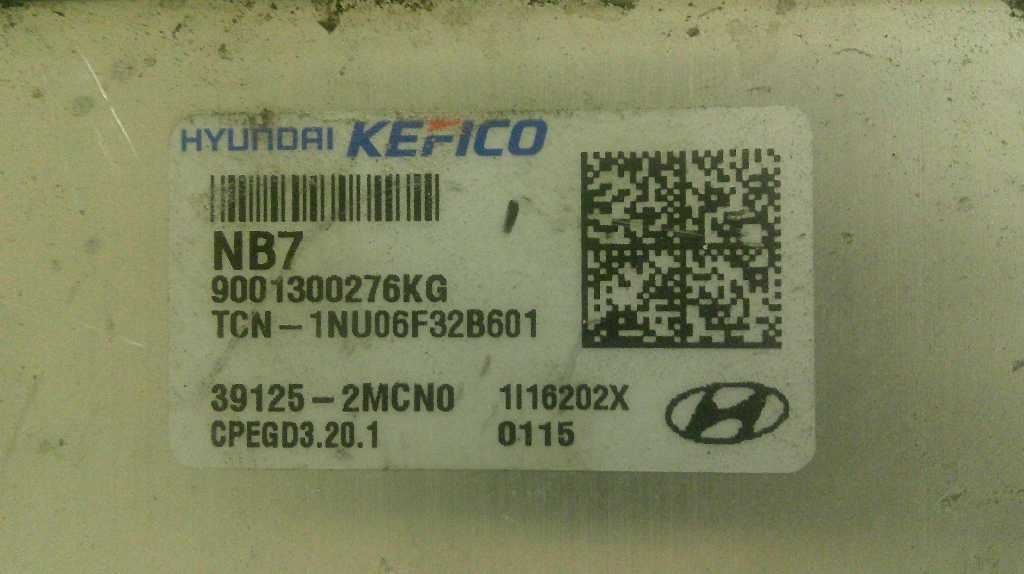 HYUNDAI KEFICO
NB7
9001300276KG
TCN-1NU06F32B601
39125-2MCN0 1I16202X
CPEGD3.20.1 0115